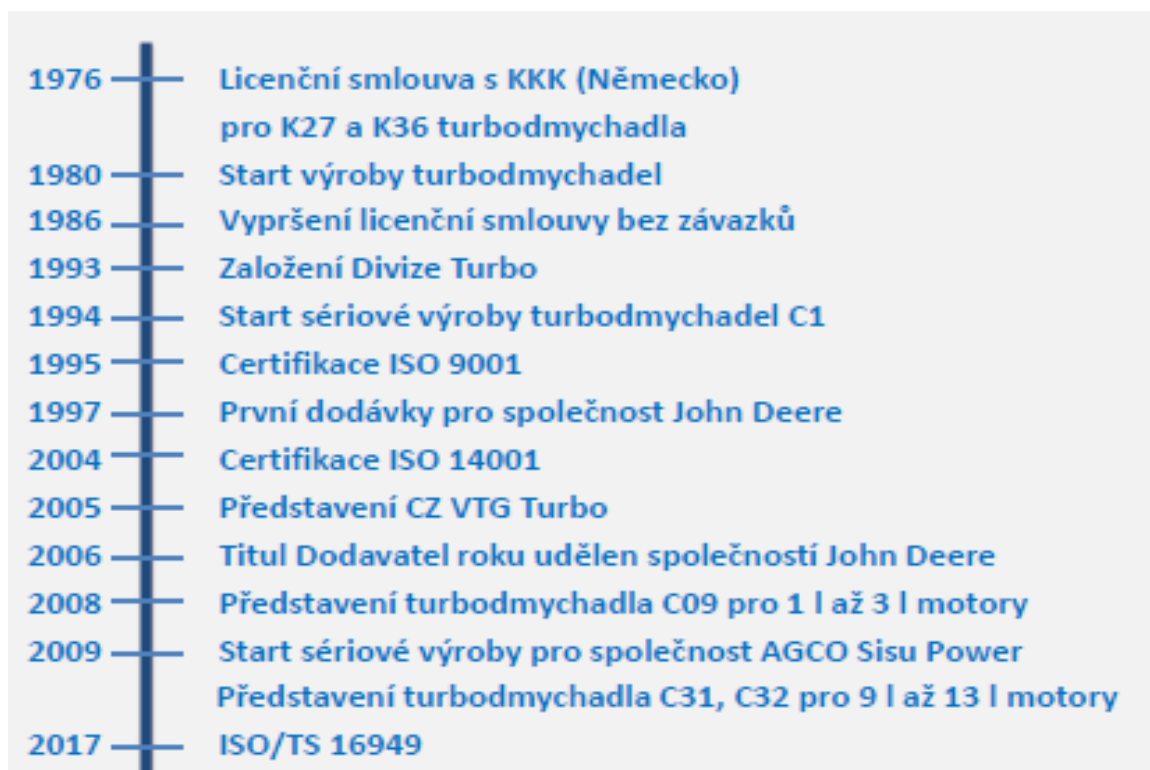 1976 Licenční smlouva s KKK (Německo)
pro K27 a K36 turbodmychadla
1980 Start výroby turbodmychadel
1986 Vypršení licenční smlouvy bez závazků
1993 Založení Divize Turbo
1994 Start sériové výroby turbodmychadel C1
1995 Certifikace ISO 9001
1997 První dodávky pro společnost John Deere
2004 Certifikace ISO 14001
2005 Představení CZ VTG Turbo
2006 Titul Dodavatel roku udělen společností John Deere
2008 Představení turbodmychadla C09 pro 1 l až 3 l motory
2009 Start sériové výroby pro společnost AGCO Sisu Power
Představení turbodmychadla C31, C32 pro 9 l až 13 l motory
2017 ISO/TS 16949